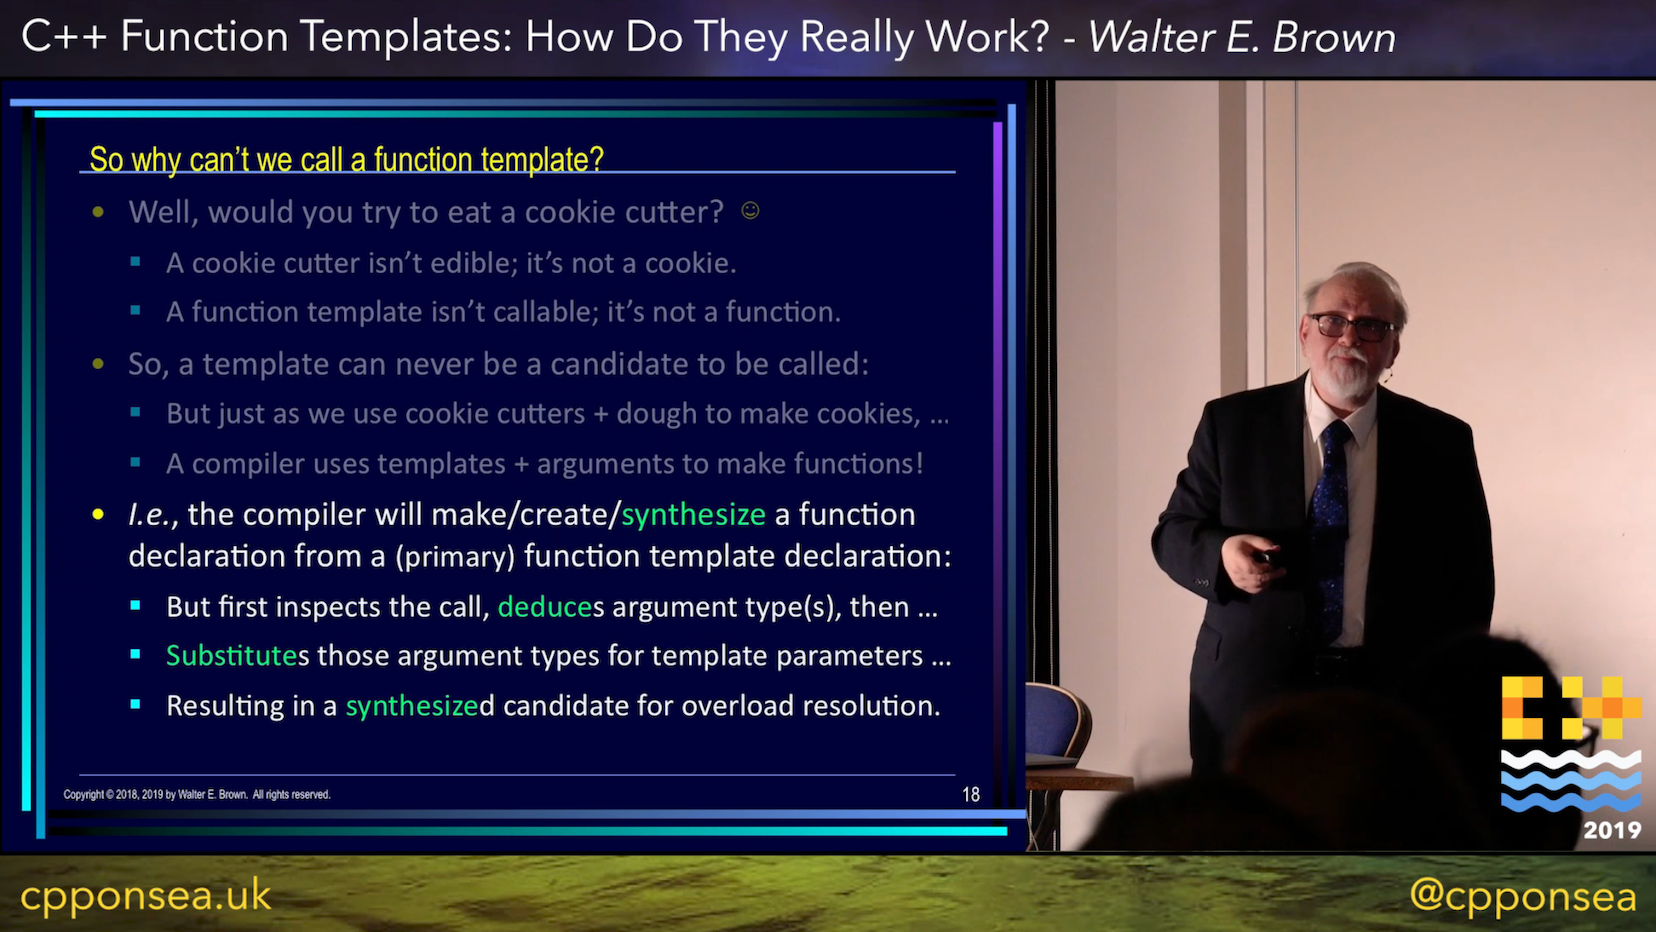 C++ Function Templates: How Do They Really Work? - Walter E. Brown
So why can’t we call a function template?
• Well, would you try to eat a cookie cutter? ☺
▪ A cookie cutter isn’t edible; it’s not a cookie.
▪ A function template isn’t callable; it’s not a function.
• So, a template can never be a candidate to be called:
▪ But just as we use cookie cutters + dough to make cookies, …
▪ A compiler uses templates + arguments to make functions!
• I.e., the compiler will make/create/synthesize a function
declaration from a (primary) function template declaration:
▪ But first inspects the call, deduces argument type(s), then …
▪ Substitutes those argument types for template parameters …
▪ Resulting in a synthesized candidate for overload resolution.
Copyright © 2018, 2019 by Walter E. Brown. All rights reserved.
18
C++
2019
cpponsea.uk
@cpponsea